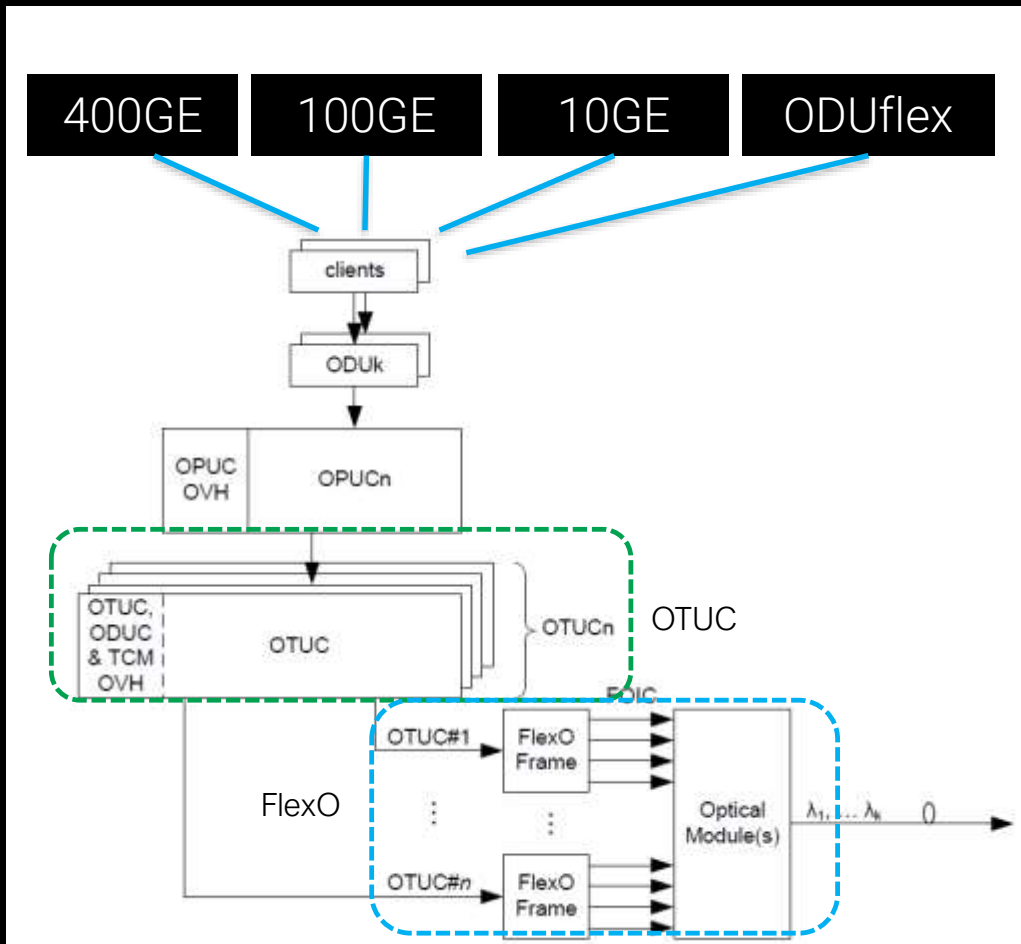 400GE
100GE
10GE
ODUflex
clients
ODUk
OPUC
OVH
OPUCn
OTUC,
ODUC
& TCM
OVH
OTUC
OTUCn
OTUC
FOIC
OTUC#1
FlexO
Frame
FlexO
⋮
⋮
Optical
Module(s)
λ1, … λk
()
OTUC#n
FlexO
Frame